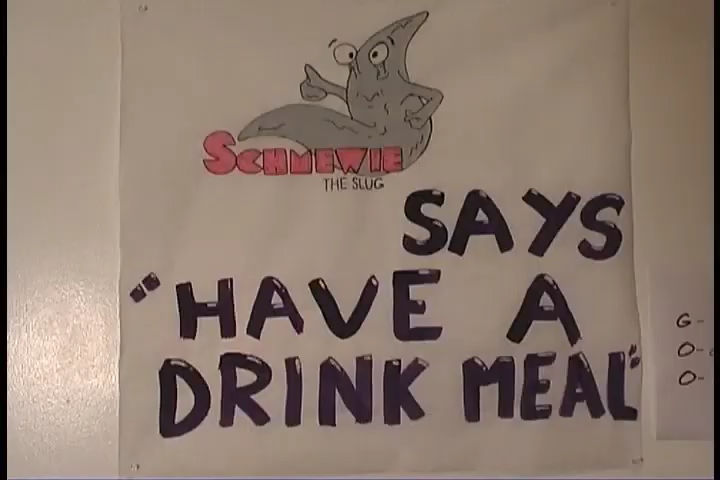 SCHMEWIE
THE SLUG
SAYS
"HAVE A
DRINK MEAL"
G-
O-
O-